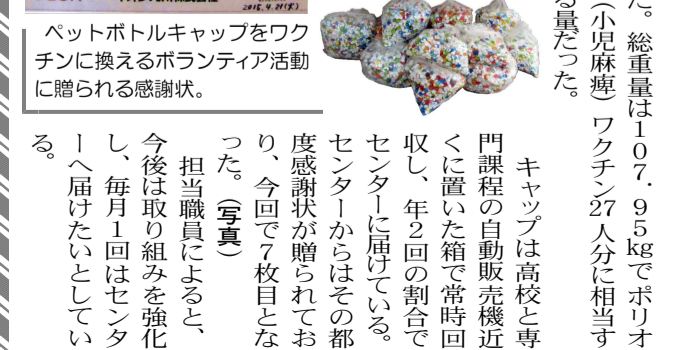 2015.4.21(火)
ペットボトルキャップをワク
チンに換えるボランティア活動
に贈られる感謝状。
た。総重量は107.95kgでポリオ
(小児麻痺)ワクチン27人分に相当す
る量だった。
キャップは高校と専
門課程の自動販売機近
くに置いた箱で常時回
収し、年2回の割合で
センターに届けている。
センターからはその都
度感謝状が贈られてお
り、今回で7枚目とな
った。(写真)
担当職員によると、
今後は取り組みを強化
し、毎月1回はセンタ
ーへ届けたいとしてい
る。